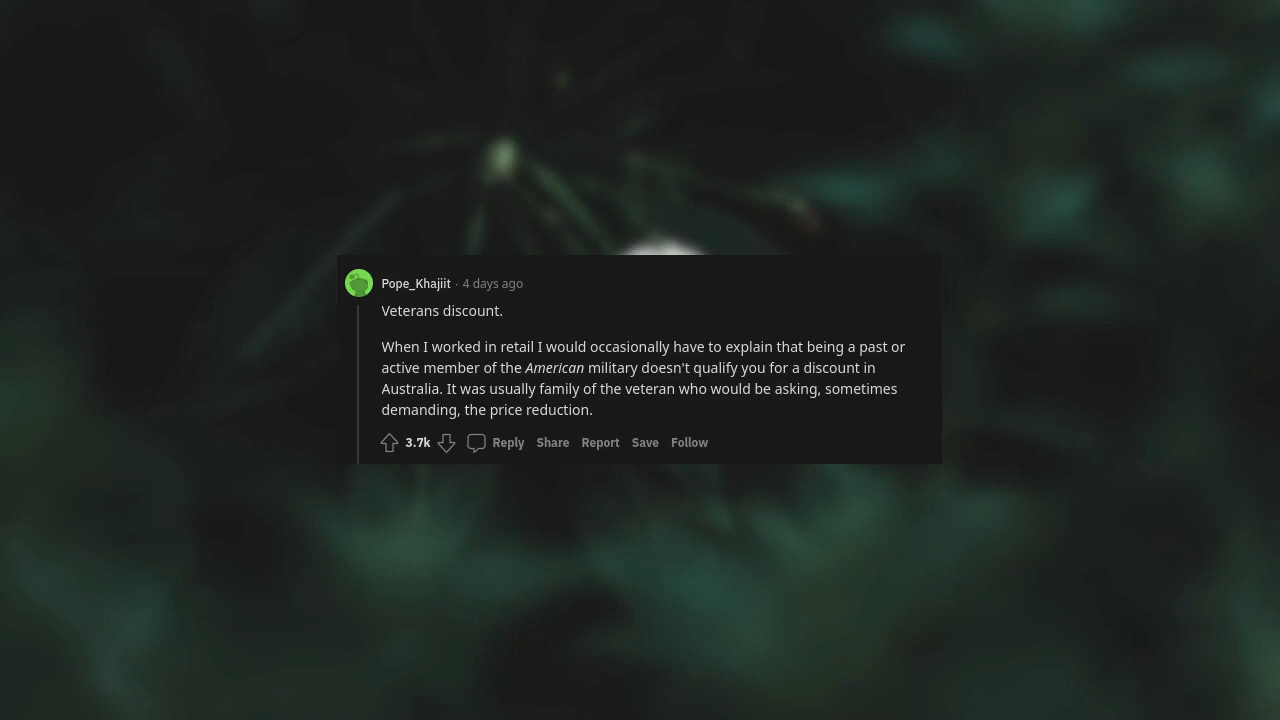 Pope_Khajiit · 4 days ago
Veterans discount.
When I worked in retail I would occasionally have to explain that being a past or
active member of the American military doesn't qualify you for a discount in
Australia. It was usually family of the veteran who would be asking, sometimes
demanding, the price reduction.
3.7k Reply Share Report Save Follow